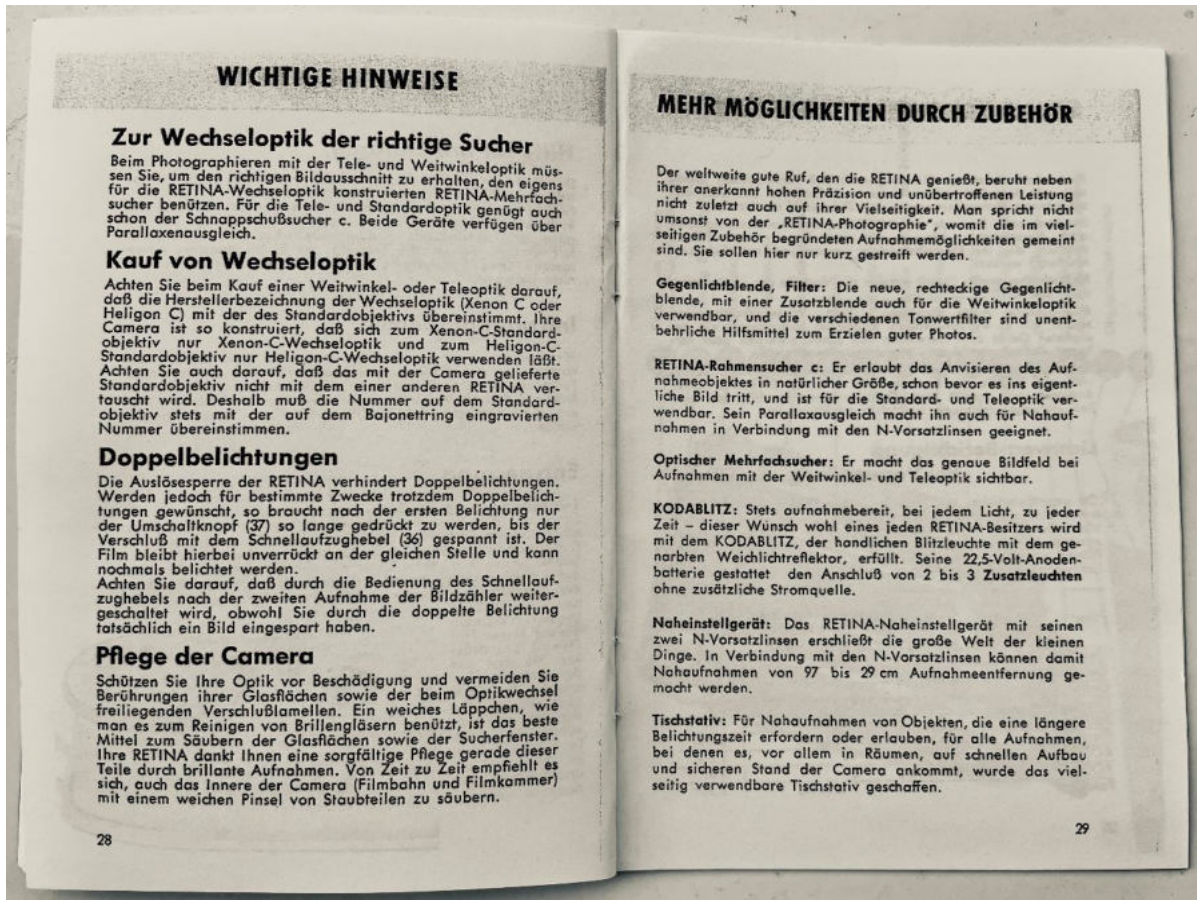 WICHTIGE HINWEISE
Zur Wechseloptik der richtige Sucher
Beim Photographieren mit der Tele- und Weitwinkeloptik müs-
sen Sie, um den richtigen Bildausschnitt zu erhalten, den eigens
für die RETINA-Wechseloptik konstruierten RETINA-Mehrfach-
sucher benützen. Für die Tele- und Standardoptik genügt auch
schon der Schnappschußsucher c. Beide Geräte verfügen über
Parallaxenausgleich.
Kauf von Wechseloptik
Achten Sie beim Kauf einer Weitwinkel- oder Teleoptik darauf,
daß die Herstellerbezeichnung der Wechseloptik (Xenon C oder
Heligon C) mit der des Standardobjektivs übereinstimmt. Ihre
Camera ist so konstruiert, daß sich zum Xenon-C-Standard-
objektiv nur Xenon-C-Wechseloptik und zum Heligon-C-
Standardobjektiv nur Heligon-C-Wechseloptik verwenden läßt.
Achten Sie auch darauf, daß das mit der Camera gelieferte
Standardobjektiv nicht mit dem einer anderen RETINA ver-
tauscht wird. Deshalb muß die Nummer auf dem Standard-
objektiv stets mit der auf dem Bajonettring eingravierten
Nummer übereinstimmen.
Doppelbelichtungen
Die Auslösesperre der RETINA verhindert Doppelbelichtungen.
Werden jedoch für bestimmte Zwecke trotzdem Doppelbelich-
tungen gewünscht, so braucht nach der ersten Belichtung nur
der Umschaltknopf (37) so lange gedrückt zu werden, bis der
Verschluß mit dem Schnellaufzughebel (36) gespannt ist. Der
Film bleibt hierbei unverrückt an der gleichen Stelle und kann
nochmals belichtet werden.
Achten Sie darauf, daß durch die Bedienung des Schnellauf-
zughebels nach der zweiten Aufnahme der Bildzähler weiter-
geschaltet wird, obwohl Sie durch die doppelte Belichtung
tatsächlich ein Bild eingespart haben.
Pflege der Camera
Schützen Sie Ihre Optik vor Beschädigung und vermeiden Sie
Berührungen ihrer Glasflächen sowie der beim Optikwechsel
freiliegenden Verschlußlamellen. Ein weiches Läppchen, wie
man es zum Reinigen von Brillengläsern benützt, ist das beste
Mittel zum Säubern der Glasflächen sowie der Sucherfenster.
Ihre RETINA dankt Ihnen eine sorgfältige Pflege gerade dieser
Teile durch brillante Aufnahmen. Von Zeit zu Zeit empfiehlt es
sich, auch das Innere der Camera (Filmbahn und Filmkammer)
mit einem weichen Pinsel von Staubteilen zu säubern.
28
MEHR MÖGLICHKEITEN DURCH ZUBEHÖR
Der weltweite gute Ruf, den die RETINA genießt, beruht neben
ihrer anerkannt hohen Präzision und unübertroffenen Leistung
nicht zuletzt auch auf ihrer Vielseitigkeit. Man spricht nicht
umsonst von der „RETINA-Photographie", womit die im viel-
seitigen Zubehör begründeten Aufnahmemöglichkeiten gemeint
sind. Sie sollen hier nur kurz gestreift werden.
Gegenlichtblende, Filter: Die neue, rechteckige Gegenlicht-
blende, mit einer Zusatzblende auch für die Weitwinkeloptik
verwendbar, und die verschiedenen Tonwertfilter sind unent-
behrliche Hilfsmittel zum Erzielen guter Photos.
RETINA-Rahmensucher c: Er erlaubt das Anvisieren des Auf-
nahmeobjektes in natürlicher Größe, schon bevor es ins eigent-
liche Bild tritt, und ist für die Standard- und Teleoptik ver-
wendbar. Sein Parallaxausgleich macht ihn auch für Nahauf-
nahmen in Verbindung mit den N-Vorsatzlinsen geeignet.
Optischer Mehrfachsucher: Er macht das genaue Bildfeld bei
Aufnahmen mit der Weitwinkel- und Teleoptik sichtbar.
KODABLITZ: Stets aufnahmebereit, bei jedem Licht, zu jeder
Zeit – dieser Wunsch wohl eines jeden RETINA-Besitzers wird
mit dem KODABLITZ, der handlichen Blitzleuchte mit dem ge-
narbten Weichlichtreflektor, erfüllt. Seine 22,5-Volt-Anoden-
batterie gestattet den Anschluß von 2 bis 3 Zusatzleuchten
ohne zusätzliche Stromquelle.
Naheinstellgerät: Das RETINA-Naheinstellgerät mit seinen
zwei N-Vorsatzlinsen erschließt die große Welt der kleinen
Dinge. In Verbindung mit den N-Vorsatzlinsen können damit
Nahaufnahmen von 97 bis 29 cm Aufnahmeentfernung ge-
macht werden.
Tischstativ: Für Nahaufnahmen von Objekten, die eine längere
Belichtungszeit erfordern oder erlauben, für alle Aufnahmen,
bei denen es, vor allem in Räumen, auf schnellen Aufbau
und sicheren Stand der Camera ankommt, wurde das viel-
seitig verwendbare Tischstativ geschaffen.
29